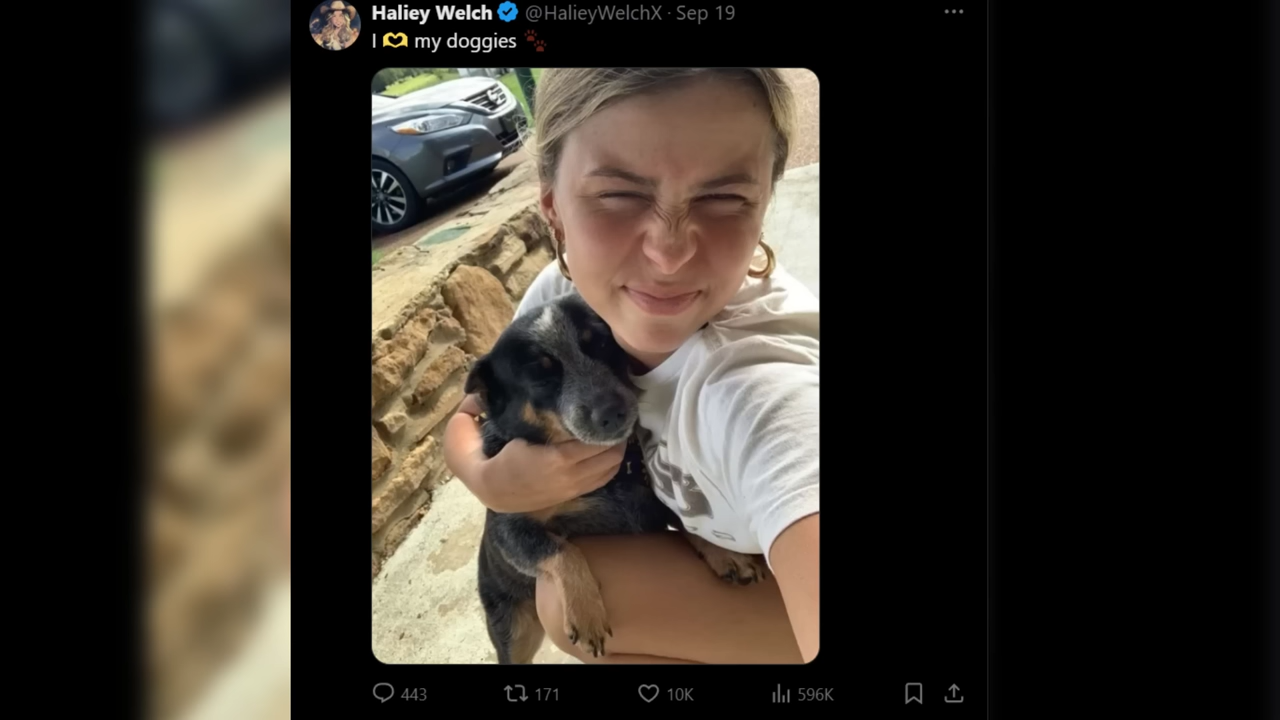 Haliey Welch @HalieyWelchX · Sep 19
I 🫶 my doggies 🐾
443 171 10K 596K